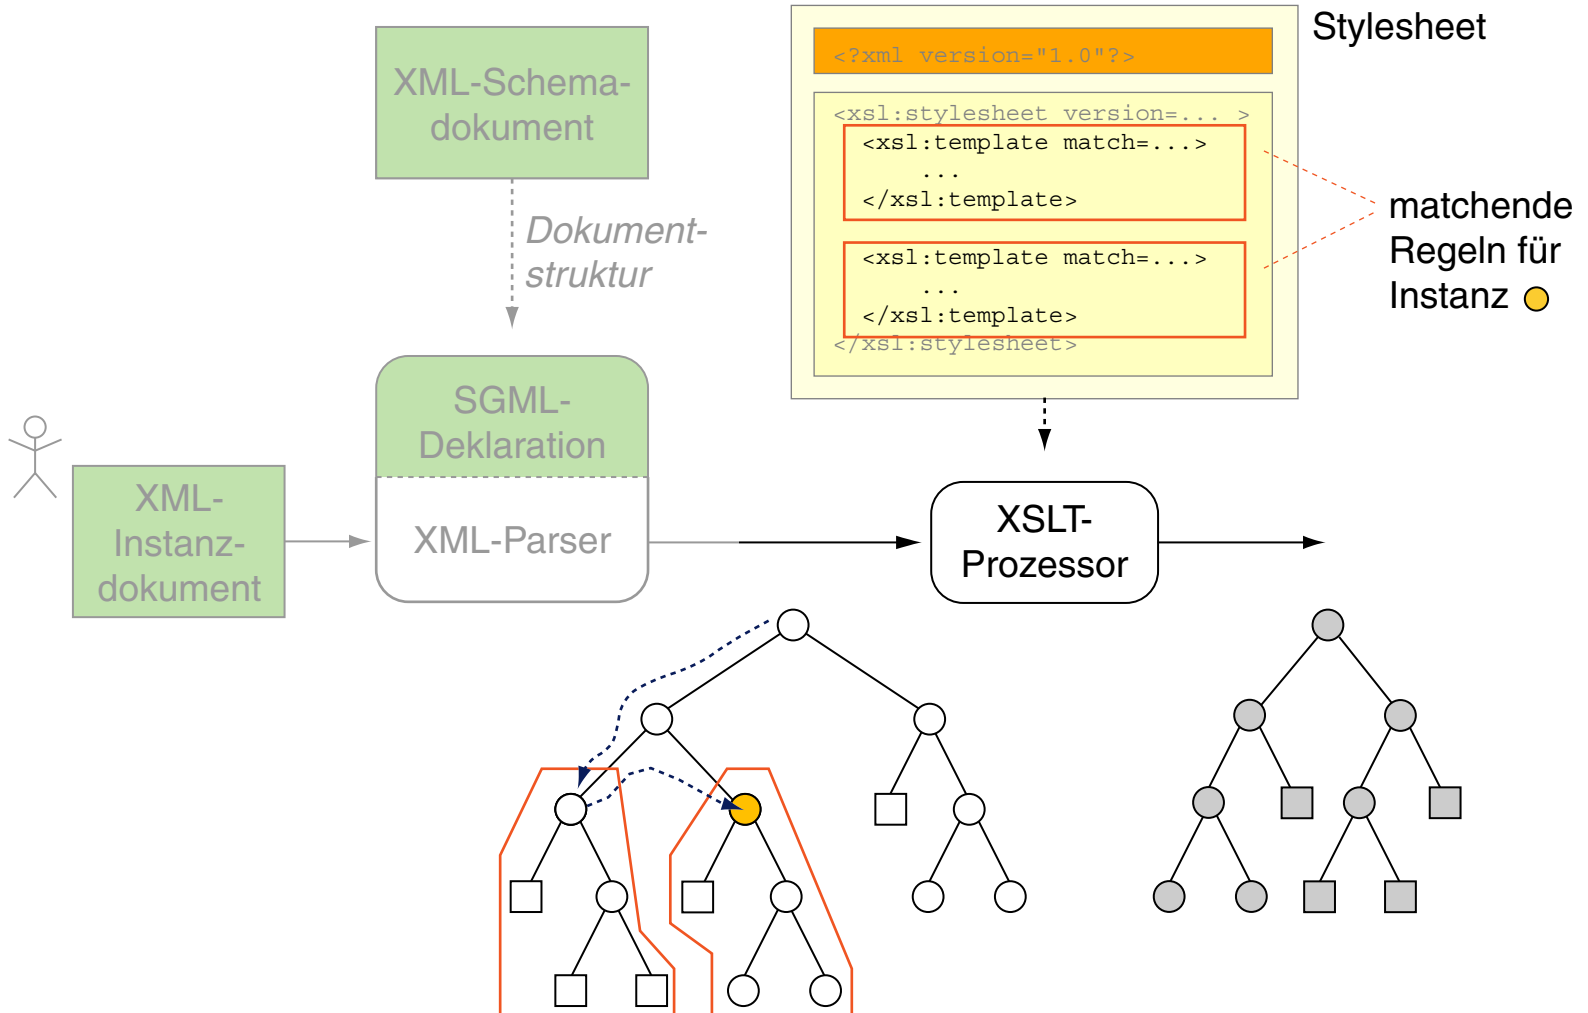 XML-Schema-
dokument
Dokument-
struktur
SGML-
Deklaration
XML-Parser
XML-
Instanz-
dokument
Stylesheet
<?xml version="1.0"?>
<xsl:stylesheet version=... >
<xsl:template match=...>
...
</xsl:template>
<xsl:template match=...>
...
</xsl:template>
</xsl:stylesheet>
matchende
Regeln für
Instanz
XSLT-
Prozessor